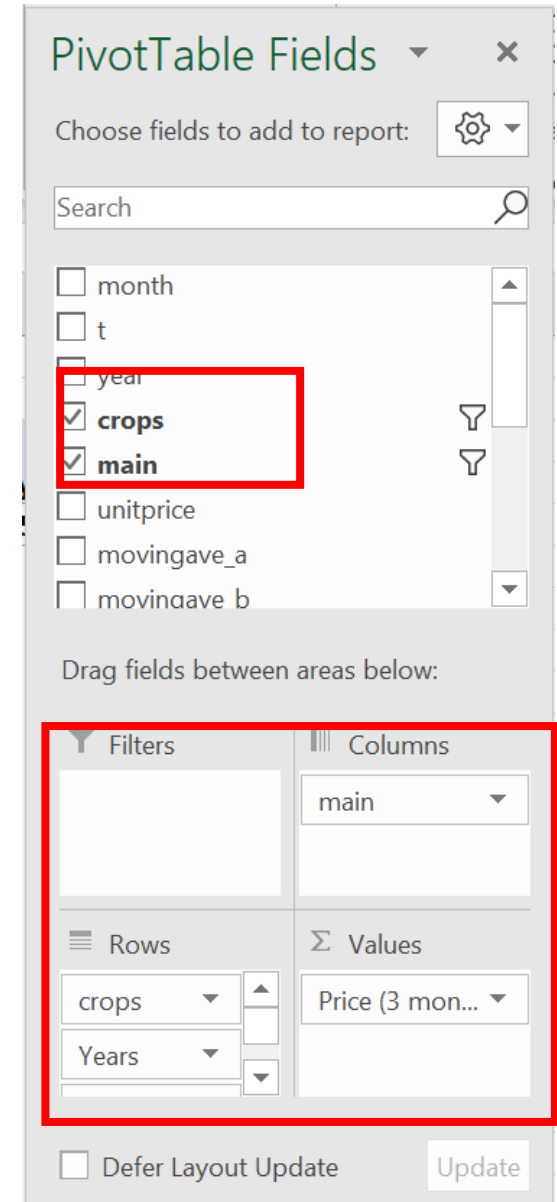 PivotTable Fields
Choose fields to add to report:
Search
month
t
year
crops
main
unitprice
movingave_a
movingave_b
Drag fields between areas below:
Filters
Columns
main
Rows
Σ Values
crops
Price (3 mon...
Years
Defer Layout Update
Update